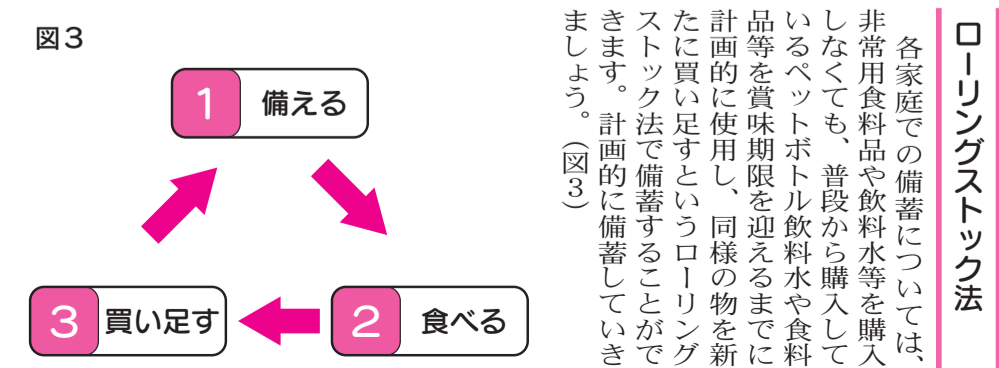 ローリングストック法
各家庭での備蓄については、
非常用食料品や飲料水等を購入
しなくても、普段から購入して
いるペットボトル飲料水や食料
品等を賞味期限を迎えるまでに
計画的に使用し、同様の物を新
たに買い足すというローリング
ストック法で備蓄することがで
きます。計画的に備蓄していき
ましょう。（図3）
図3
1 備える
2 食べる
3 買い足す